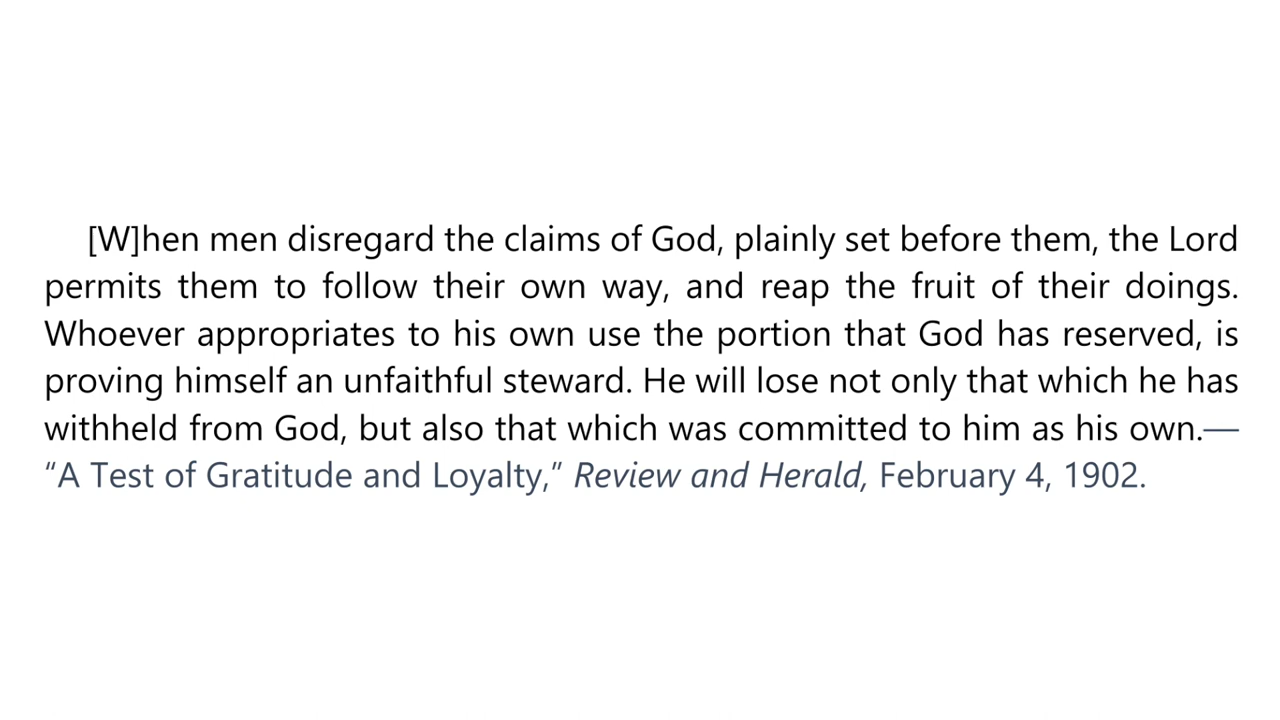 [W]hen men disregard the claims of God, plainly set before them, the Lord
permits them to follow their own way, and reap the fruit of their doings.
Whoever appropriates to his own use the portion that God has reserved, is
proving himself an unfaithful steward. He will lose not only that which he has
withheld from God, but also that which was committed to him as his own.—
“A Test of Gratitude and Loyalty,” Review and Herald, February 4, 1902.